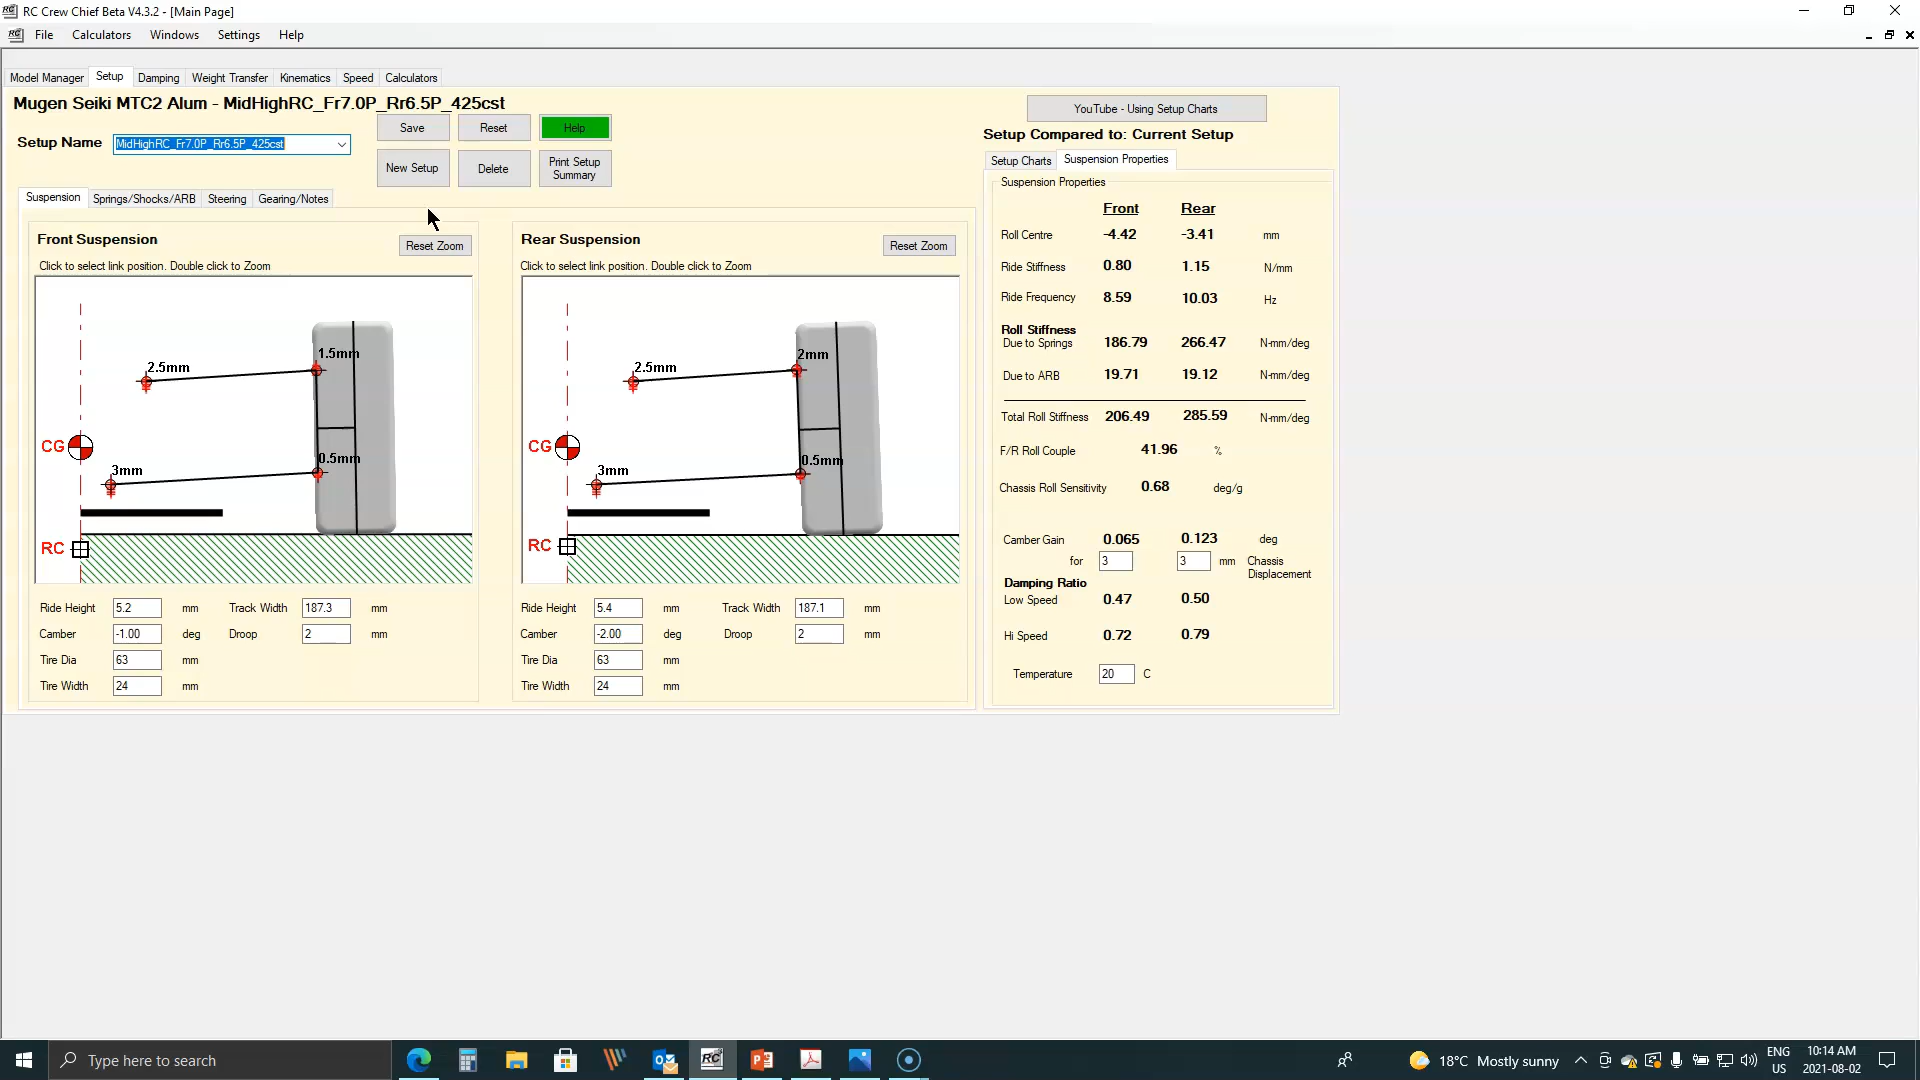 RC Crew Chief Beta V4.3.2 - [Main Page]
File Calculators Windows Settings Help
Model Manager Setup Damping Weight Transfer Kinematics Speed Calculators
Mugen Seiki MTC2 Alum - MidHighRC_Fr7.0P_Rr6.5P_425cst
Setup Name MidHighRC_Fr7.0P_Rr6.5P_425cst
Save Reset Help
New Setup Delete Print Setup Summary
YouTube - Using Setup Charts
Setup Compared to: Current Setup
Setup Charts Suspension Properties
Suspension Springs/Shocks/ARB Steering Gearing/Notes
Front Suspension
Reset Zoom
Click to select link position. Double click to Zoom
2.5mm
1.5mm
CG
3mm
0.5mm
RC
Ride Height 5.2 mm Track Width 187.3 mm
Camber -1.00 deg Droop 2 mm
Tire Dia 63 mm
Tire Width 24 mm
Rear Suspension
Reset Zoom
Click to select link position. Double click to Zoom
2.5mm
2mm
CG
3mm
0.5mm
RC
Ride Height 5.4 mm Track Width 187.1 mm
Camber -2.00 deg Droop 2 mm
Tire Dia 63 mm
Tire Width 24 mm
Suspension Properties
Front Rear
Roll Centre -4.42 -3.41 mm
Ride Stiffness 0.80 1.15 N/mm
Ride Frequency 8.59 10.03 Hz
Roll Stiffness
Due to Springs 186.79 266.47 N-mm/deg
Due to ARB 19.71 19.12 N-mm/deg
Total Roll Stiffness 206.49 285.59 N-mm/deg
F/R Roll Couple 41.96 %
Chassis Roll Sensitivity 0.68 deg/g
Camber Gain 0.065 0.123 deg
for 3 3 mm Chassis Displacement
Damping Ratio
Low Speed 0.47 0.50
Hi Speed 0.72 0.79
Temperature 20 C
Type here to search
18°C Mostly sunny
ENG
US
10:14 AM
2021-08-02